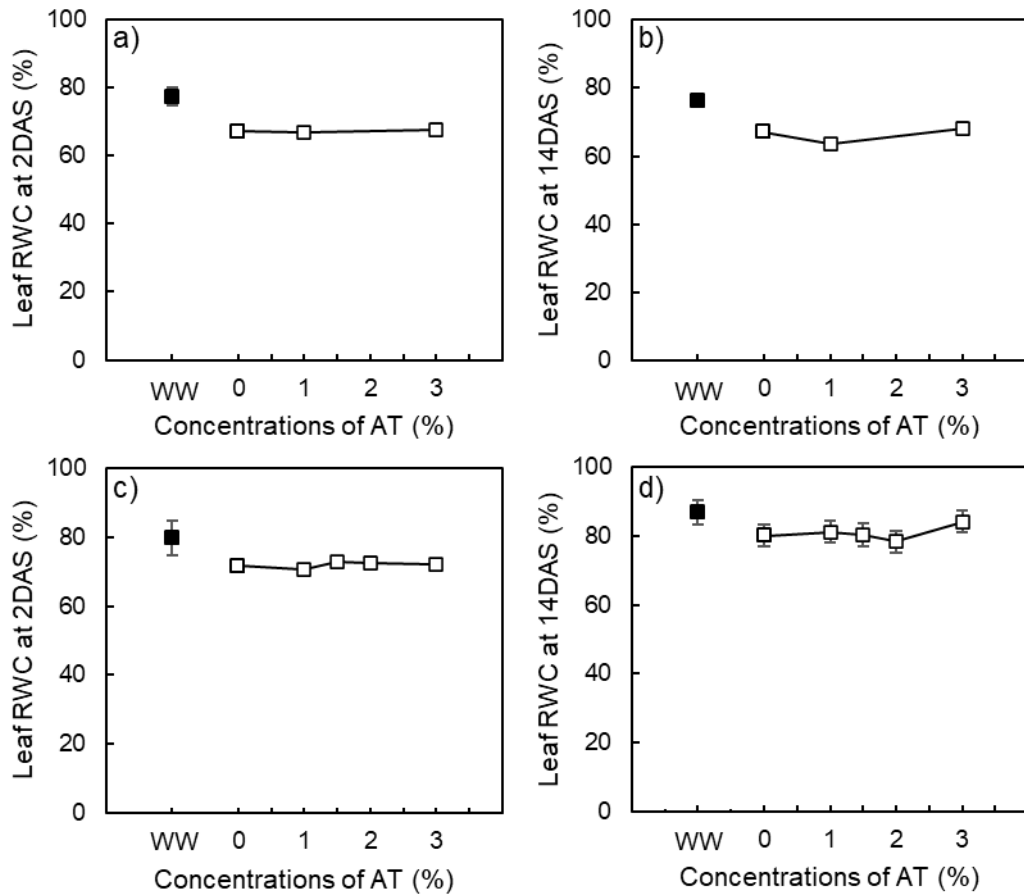 a)
Leaf RWC at 2DAS (%)
100
80
60
40
20
0
WW 0 1 2 3
Concentrations of AT (%)
b)
Leaf RWC at 14DAS (%)
100
80
60
40
20
0
WW 0 1 2 3
Concentrations of AT (%)
c)
Leaf RWC at 2DAS (%)
100
80
60
40
20
0
WW 0 1 2 3
Concentrations of AT (%)
d)
Leaf RWC at 14DAS (%)
100
80
60
40
20
0
WW 0 1 2 3
Concentrations of AT (%)